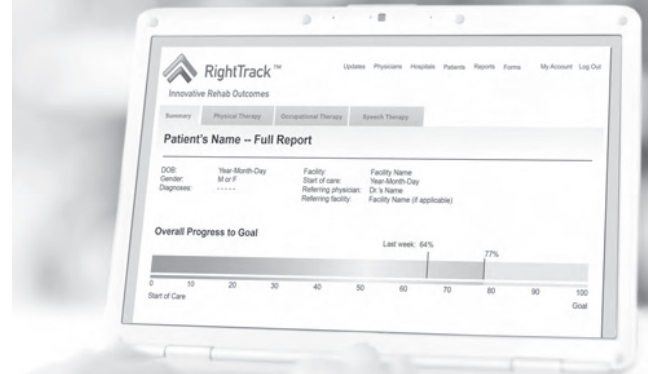 RightTrack™
Innovative Rehab Outcomes
Updates Physicians Hospitals Patients Reports Forms My Account Log Out
Summary Physical Therapy Occupational Therapy Speech Therapy
Patient's Name -- Full Report
DOB: Year-Month-Day Facility: Facility Name
Gender: M or F Start of care: Year-Month-Day
Diagnoses: - - - - - Referring physician: Dr.'s Name
Referring facility: Facility Name (if applicable)
Overall Progress to Goal
Last week: 64%
77%
0 10 20 30 40 50 60 70 80 90 100
Start of Care Goal